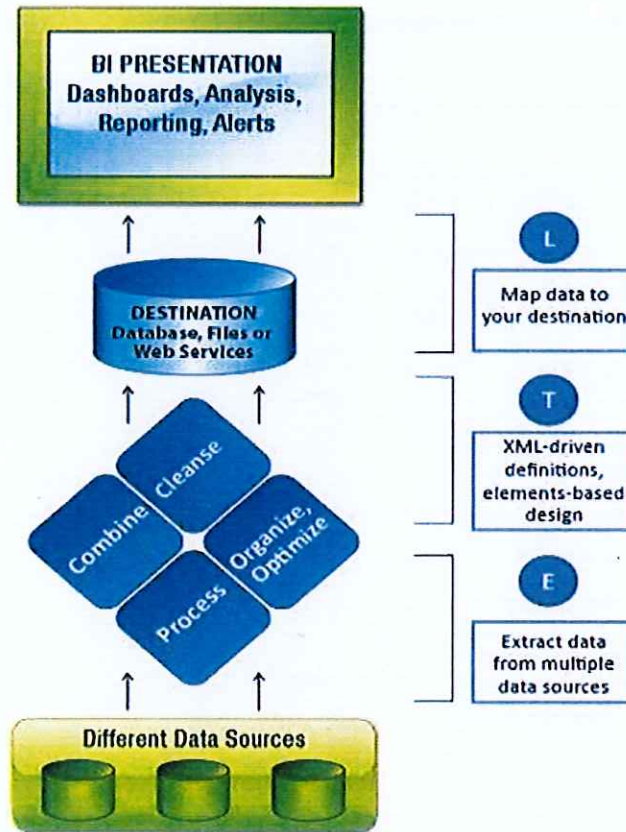 BI PRESENTATION
Dashboards, Analysis,
Reporting, Alerts
L
Map data to
your destination
DESTINATION
Database, Files or
Web Services
T
XML-driven
definitions,
elements-based
design
Cleanse
Combine
Organize,
Optimize
Process
E
Extract data
from multiple
data sources
Different Data Sources